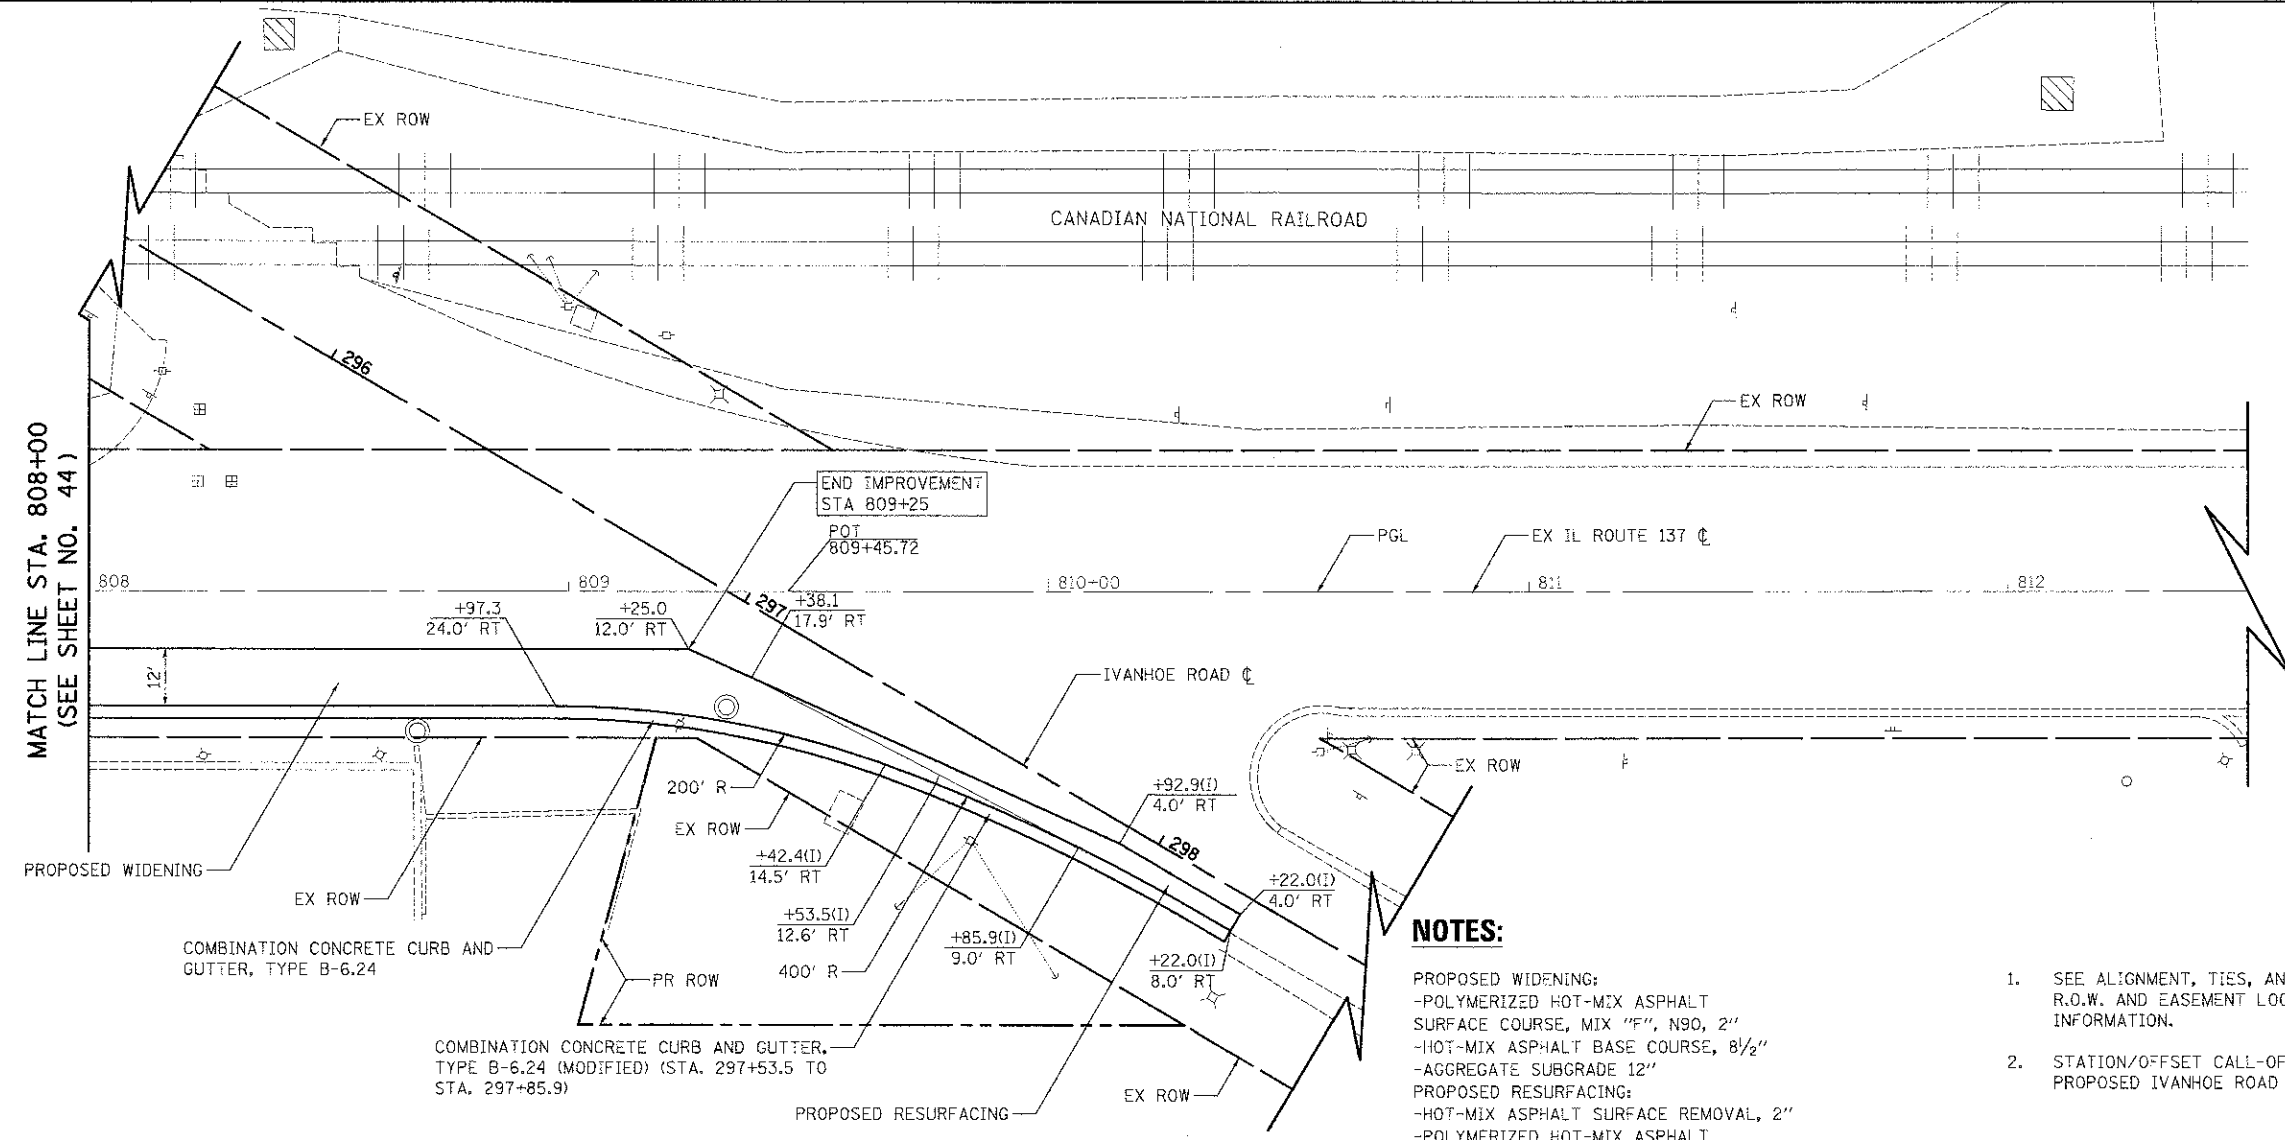 EX ROW
CANADIAN NATIONAL RAILROAD
296
EX ROW
MATCH LINE STA. 808+00
(SEE SHEET NO. 44)
END IMPROVEMENT
STA 809+25
POT
809+45.72
PGL
EX IL ROUTE 137 ℄
808
809
810+00
811
812
+97.3
24.0' RT
+25.0
12.0' RT
297
+38.1
17.9' RT
12'
IVANHOE ROAD ℄
200' R
EX ROW
EX ROW
+92.9(I)
4.0' RT
298
PROPOSED WIDENING
EX ROW
+42.4(I)
14.5' RT
+22.0(I)
4.0' RT
+53.5(I)
12.6' RT
+85.9(I)
9.0' RT
COMBINATION CONCRETE CURB AND
GUTTER, TYPE B-6.24
400' R
+22.0(I)
8.0' RT
PR ROW
COMBINATION CONCRETE CURB AND GUTTER,
TYPE B-6.24 (MODIFIED) (STA. 297+53.5 TO
STA. 297+85.9)
PROPOSED RESURFACING
EX ROW
NOTES:
PROPOSED WIDENING:
-POLYMERIZED HOT-MIX ASPHALT
SURFACE COURSE, MIX "F", N90, 2"
-HOT-MIX ASPHALT BASE COURSE, 8½"
-AGGREGATE SUBGRADE 12"
PROPOSED RESURFACING:
-HOT-MIX ASPHALT SURFACE REMOVAL, 2"
-POLYMERIZED HOT-MIX ASPHALT
1. SEE ALIGNMENT, TIES, AN
R.O.W. AND EASEMENT LOC
INFORMATION.
2. STATION/OFFSET CALL-OF
PROPOSED IVANHOE ROAD